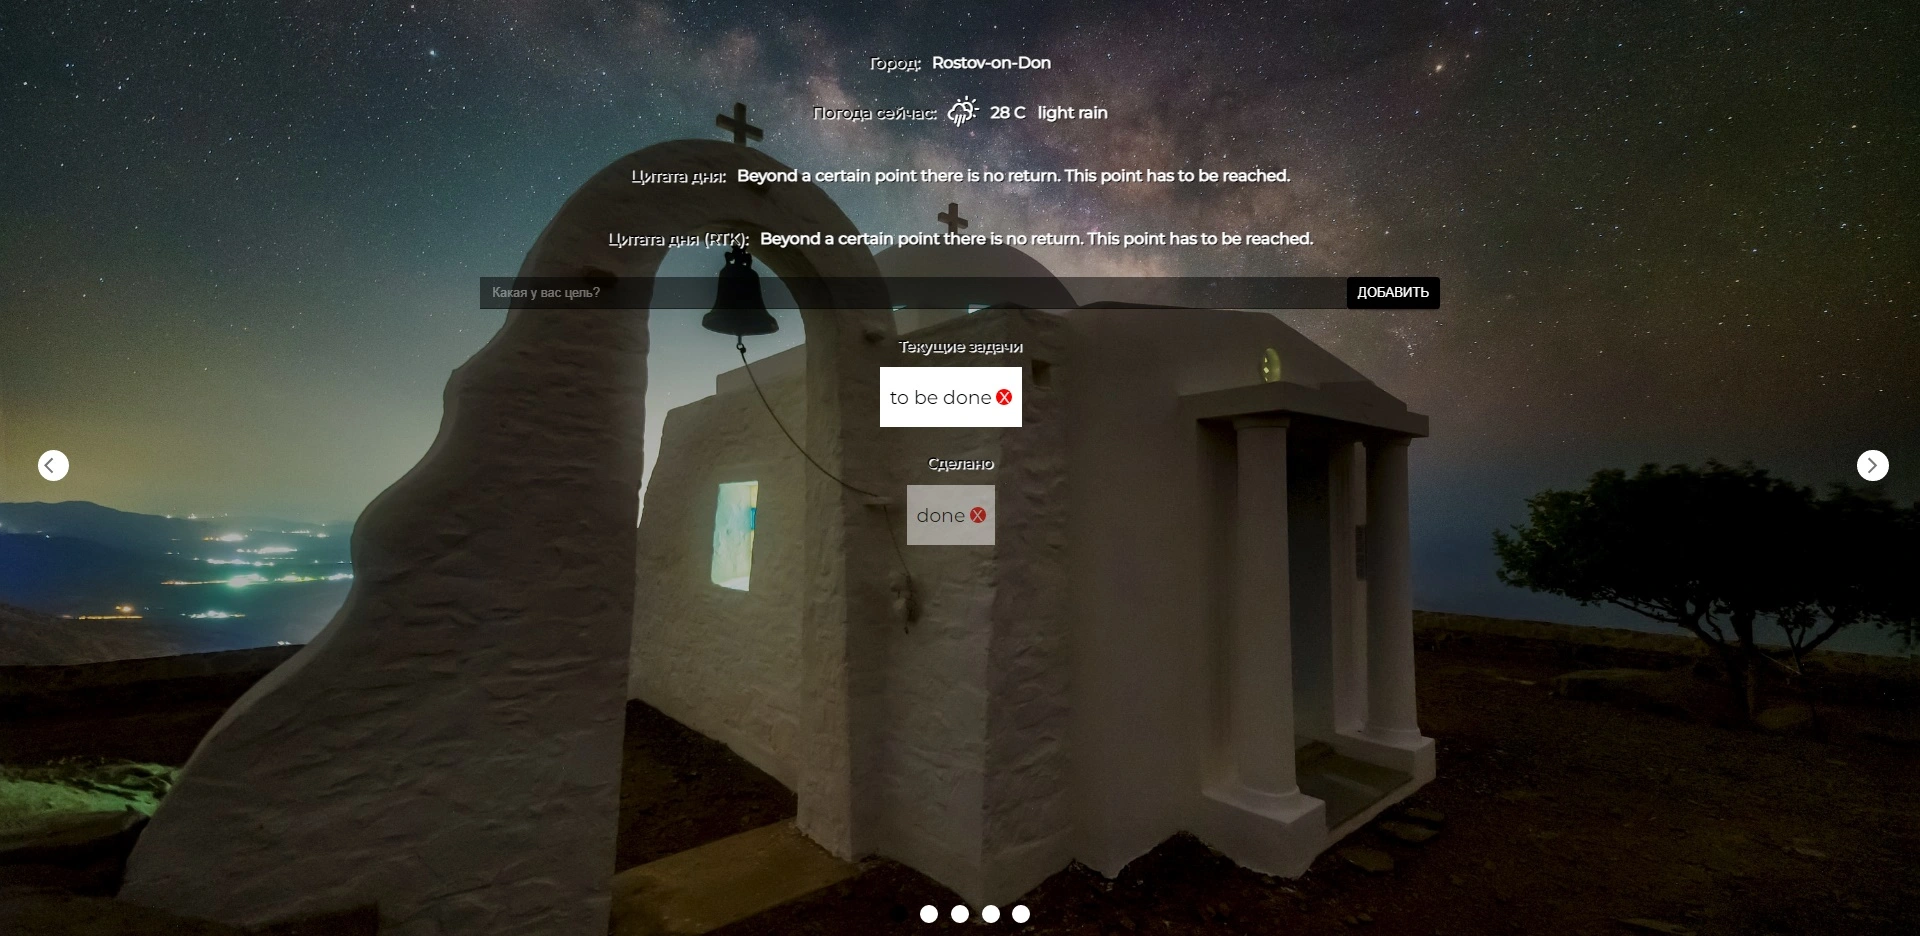 Город: Rostov-on-Don
Погода сейчас: 28 C light rain
Цитата дня: Beyond a certain point there is no return. This point has to be reached.
Цитата дня (RTK): Beyond a certain point there is no return. This point has to be reached.
Какая у вас цель? ДОБАВИТЬ
Текущие задачи
to be done X
Сделано
done X